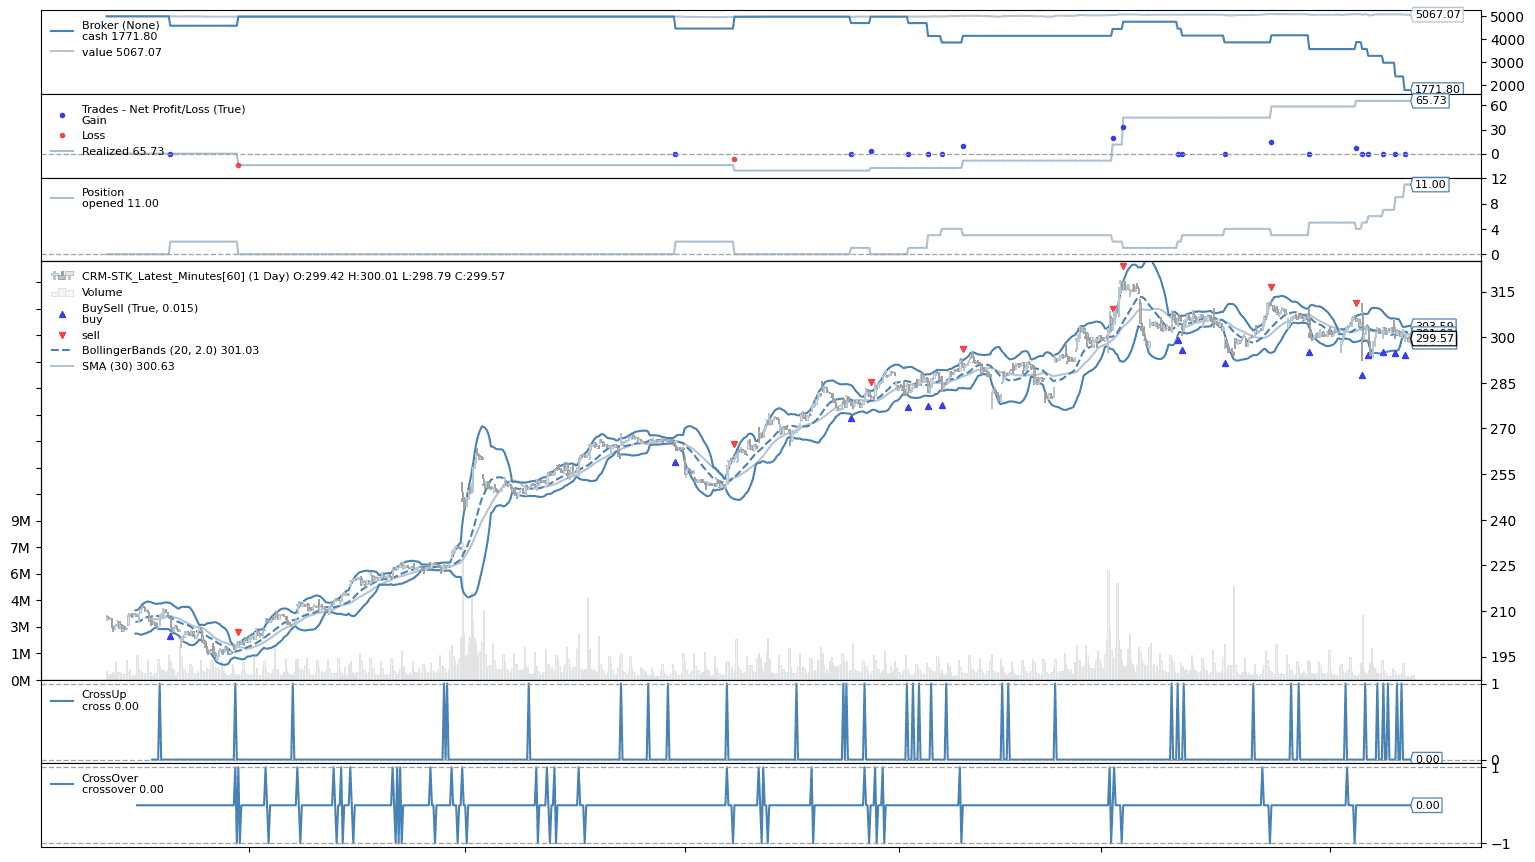 Broker (None)
cash 1771.80
value 5067.07
5067.07
5000
4000
3000
2000
1771.80
Trades - Net Profit/Loss (True)
Gain
Loss
Realized 65.73
65.73
60
30
0
Position
opened 11.00
11.00
12
8
4
0
CRM-STK_Latest_Minutes[60] (1 Day) O:299.42 H:300.01 L:298.79 C:299.57
Volume
BuySell (True, 0.015)
buy
sell
BollingerBands (20, 2.0) 301.03
SMA (30) 300.63
315
303.59
300
299.57
285
270
255
240
225
210
195
9M
7M
6M
4M
3M
1M
0M
CrossUp
cross 0.00
1
0
0.00
CrossOver
crossover 0.00
1
0.00
−1